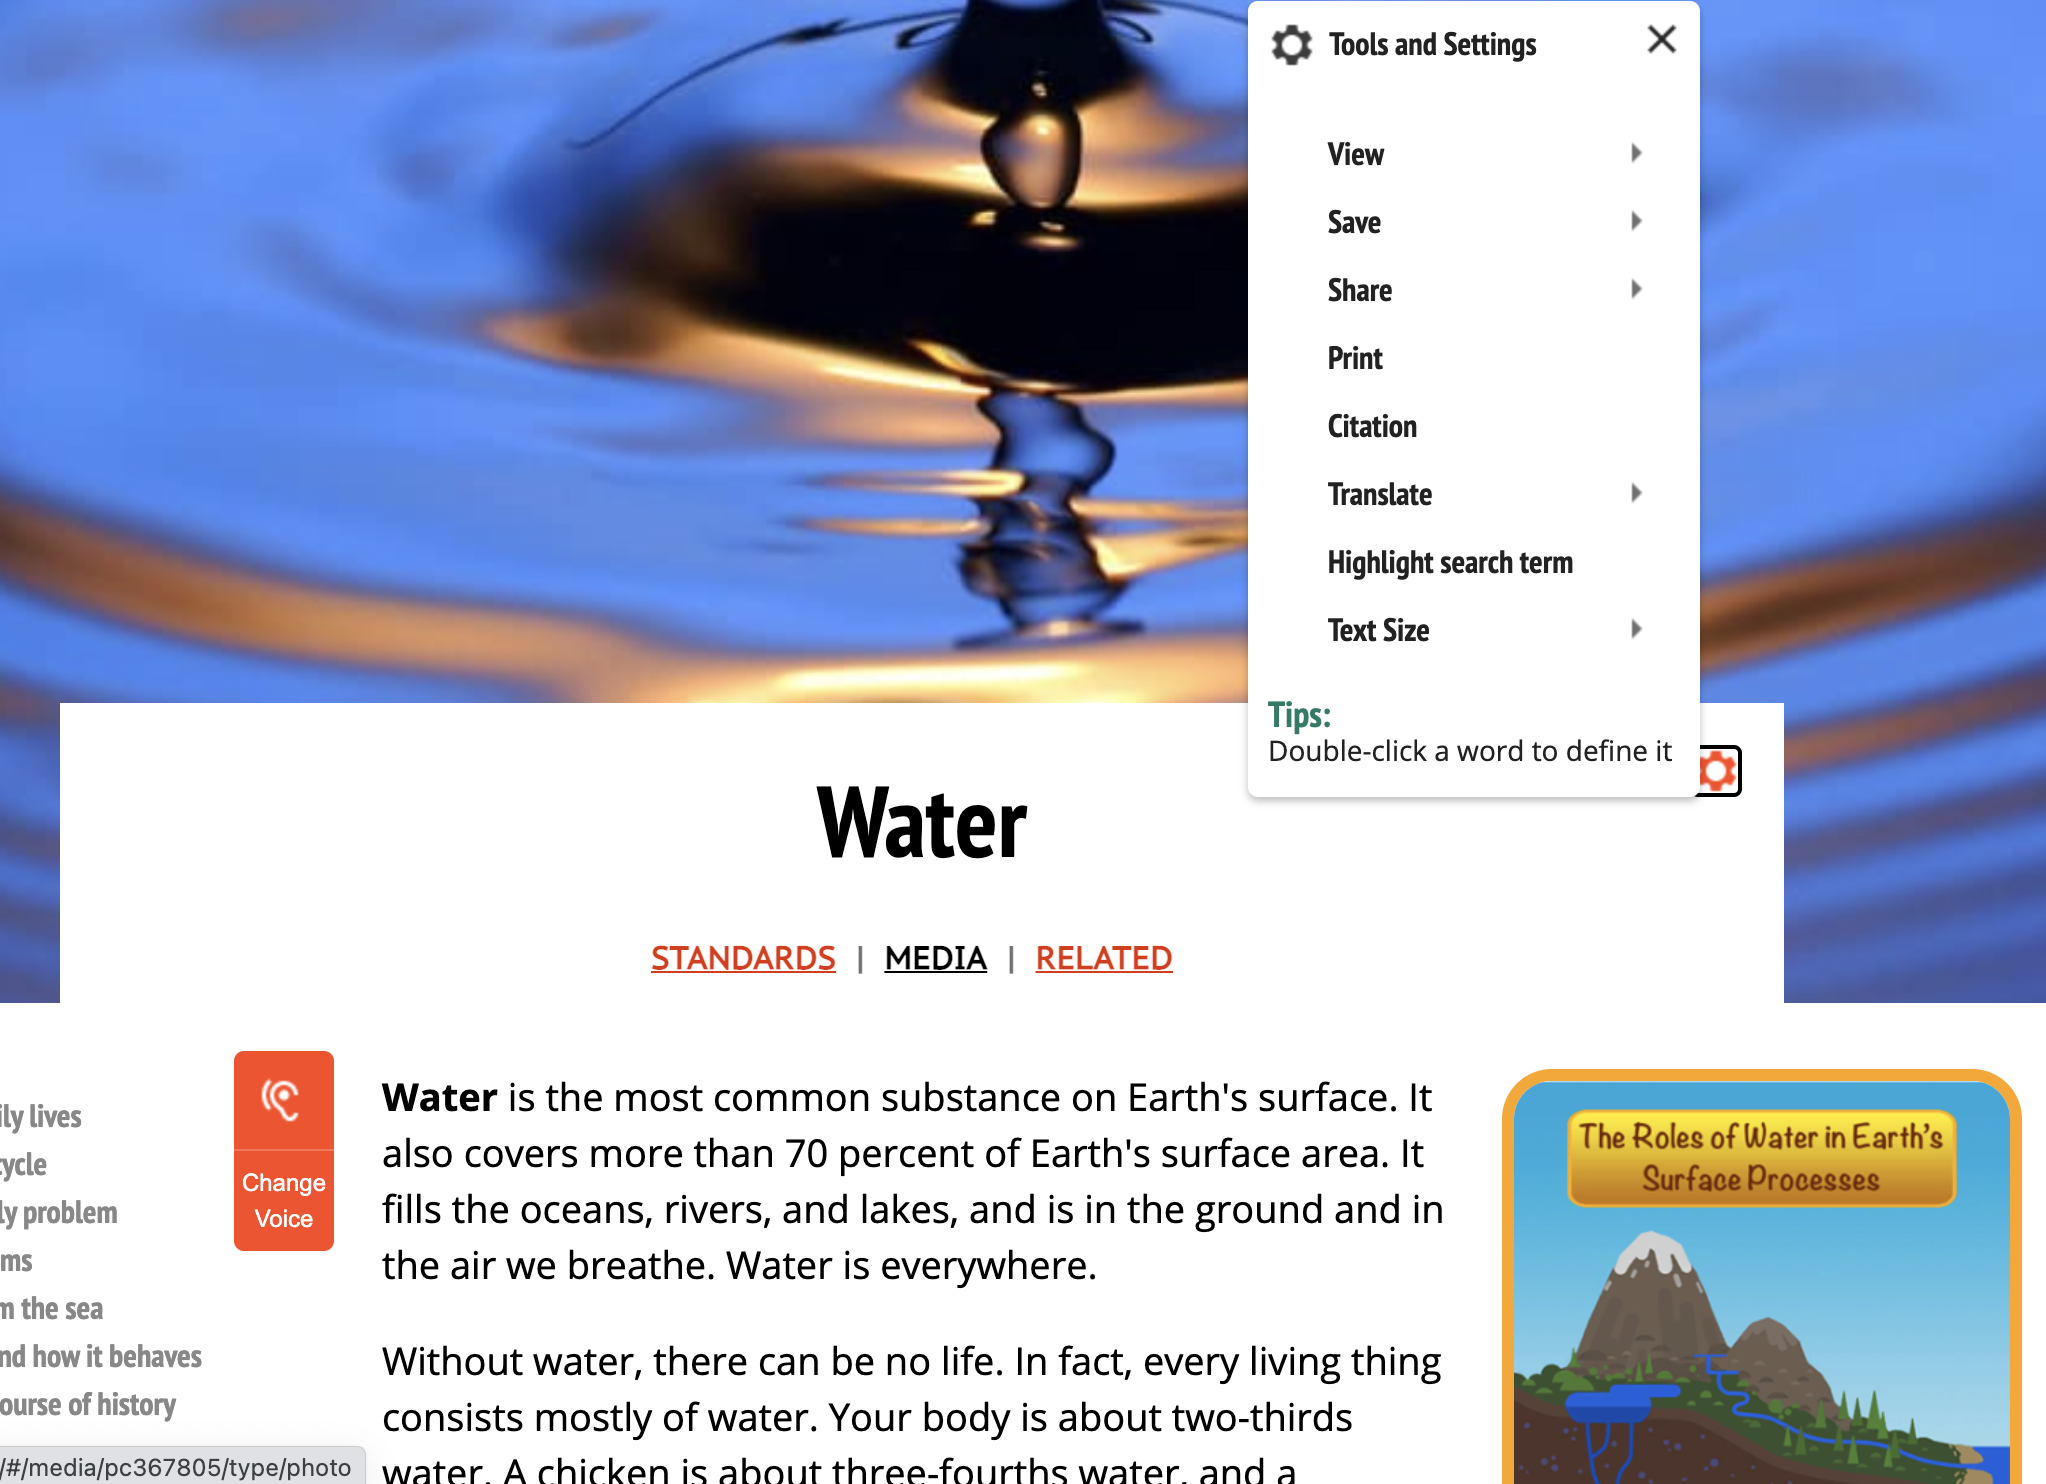 Tools and Settings
View
Save
Share
Print
Citation
Translate
Highlight search term
Text Size
Tips:
Double-click a word to define it
Water
STANDARDS | MEDIA | RELATED
ily lives
ycle
ly problem
ms
m the sea
nd how it behaves
ourse of history
Change
Voice
Water is the most common substance on Earth's surface. It
also covers more than 70 percent of Earth's surface area. It
fills the oceans, rivers, and lakes, and is in the ground and in
the air we breathe. Water is everywhere.
Without water, there can be no life. In fact, every living thing
consists mostly of water. Your body is about two-thirds
water. A chicken is about three-fourths water, and a
The Roles of Water in Earth's
Surface Processes
/#/media/pc367805/type/photo